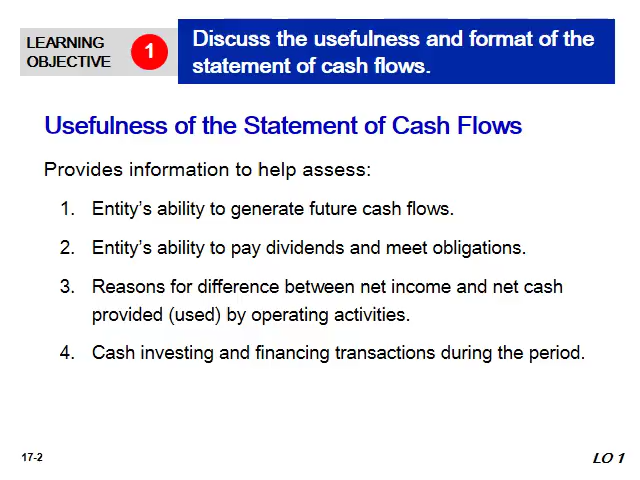 LEARNING
OBJECTIVE
1
Discuss the usefulness and format of the
statement of cash flows.
Usefulness of the Statement of Cash Flows
Provides information to help assess:
1. Entity’s ability to generate future cash flows.
2. Entity’s ability to pay dividends and meet obligations.
3. Reasons for difference between net income and net cash
provided (used) by operating activities.
4. Cash investing and financing transactions during the period.
17-2
LO 1